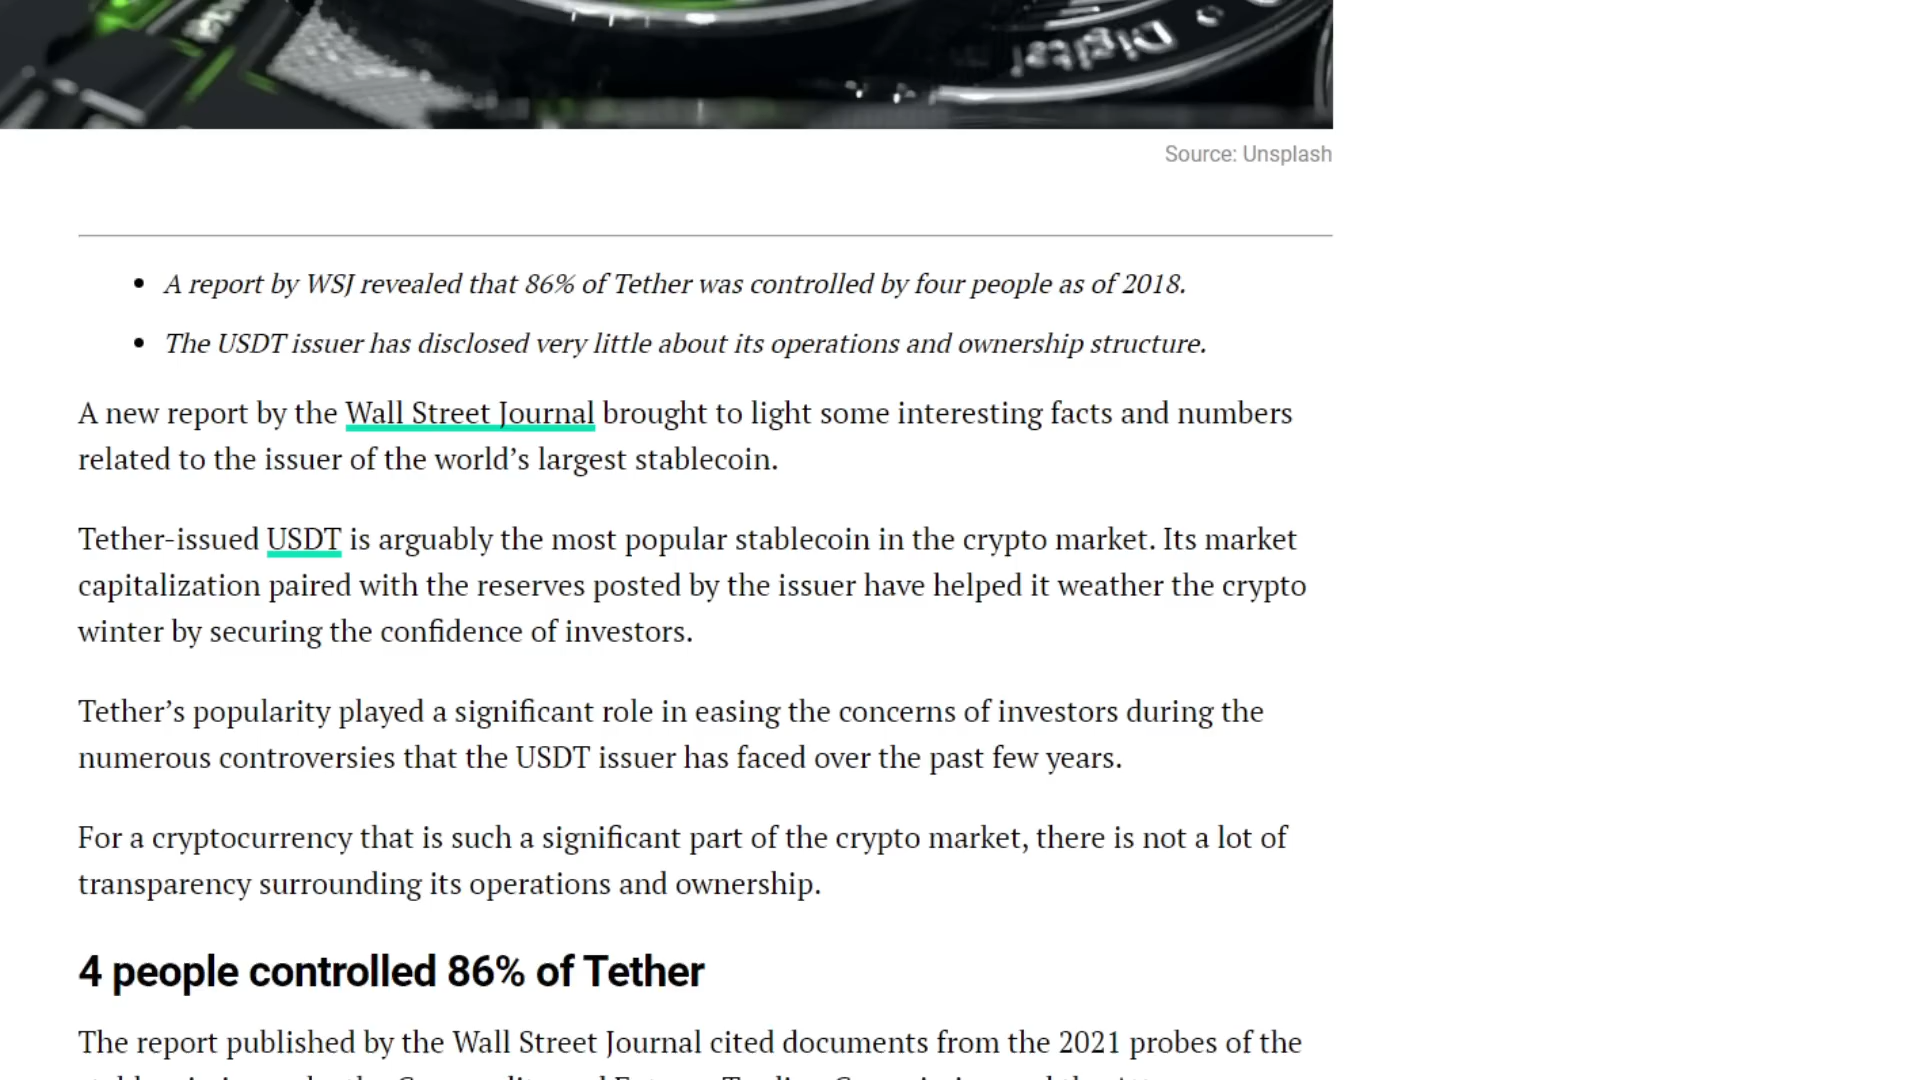 Digital
Source: Unsplash
A report by WSJ revealed that 86% of Tether was controlled by four people as of 2018.
The USDT issuer has disclosed very little about its operations and ownership structure.
A new report by the Wall Street Journal brought to light some interesting facts and numbers
related to the issuer of the world’s largest stablecoin.
Tether-issued USDT is arguably the most popular stablecoin in the crypto market. Its market
capitalization paired with the reserves posted by the issuer have helped it weather the crypto
winter by securing the confidence of investors.
Tether’s popularity played a significant role in easing the concerns of investors during the
numerous controversies that the USDT issuer has faced over the past few years.
For a cryptocurrency that is such a significant part of the crypto market, there is not a lot of
transparency surrounding its operations and ownership.
4 people controlled 86% of Tether
The report published by the Wall Street Journal cited documents from the 2021 probes of the